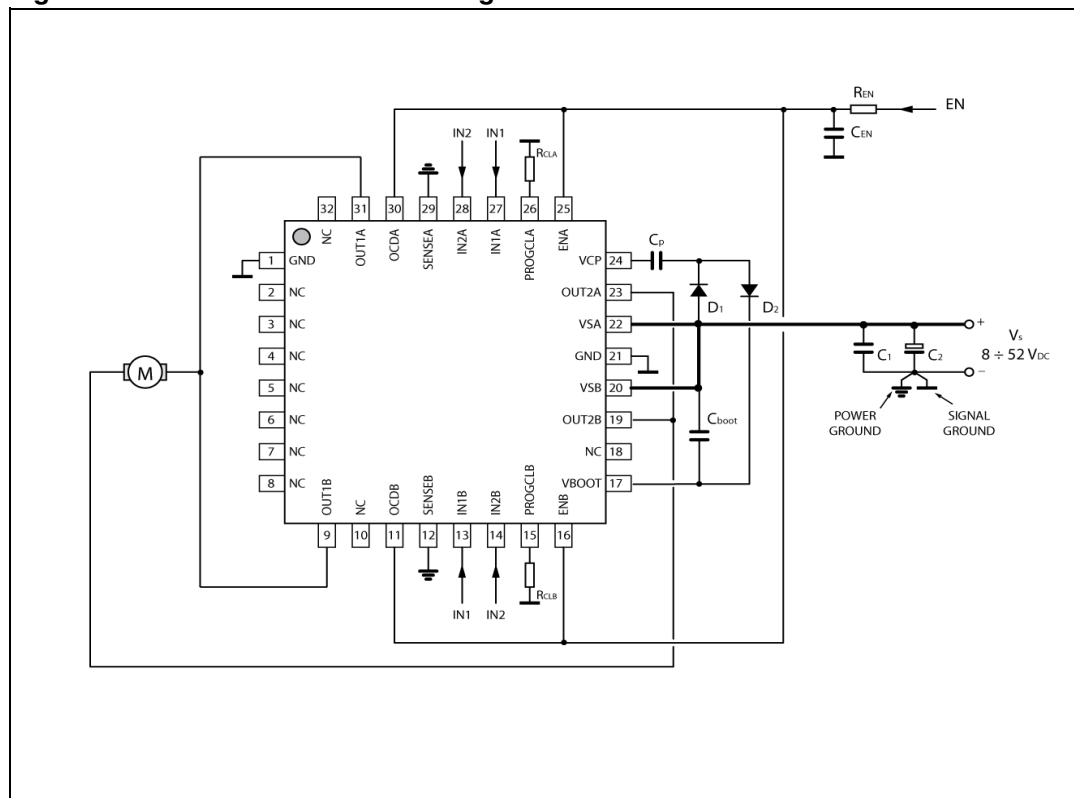 REN
EN
CEN
IN2
IN1
RCLA
32
31
30
29
28
27
26
25
NC
OUT1A
OCDA
SENSEA
IN2A
IN1A
PROGCLA
ENA
1 GND
2 NC
3 NC
4 NC
5 NC
6 NC
7 NC
8 NC
VCP 24
OUT2A 23
VSA 22
GND 21
VSB 20
OUT2B 19
NC 18
VBOOT 17
Cp
D1
D2
Cboot
C1
C2
+
Vs
8 ÷ 52 VDC
−
POWER GROUND
SIGNAL GROUND
M
OUT1B
NC
OCDB
SENSEB
IN1B
IN2B
PROGCLB
ENB
9
10
11
12
13
14
15
16
RCLB
IN1
IN2